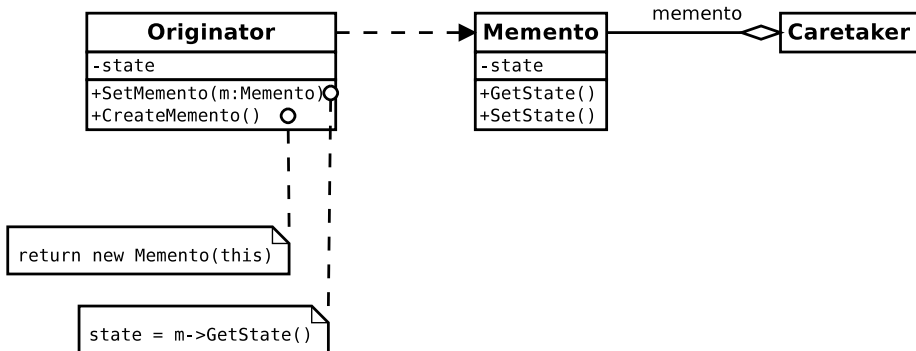 memento
Originator
Memento
Caretaker
-state
-state
+SetMemento(m:Memento)
+GetState()
+CreateMemento()
+SetState()
return new Memento(this)
state = m->GetState()